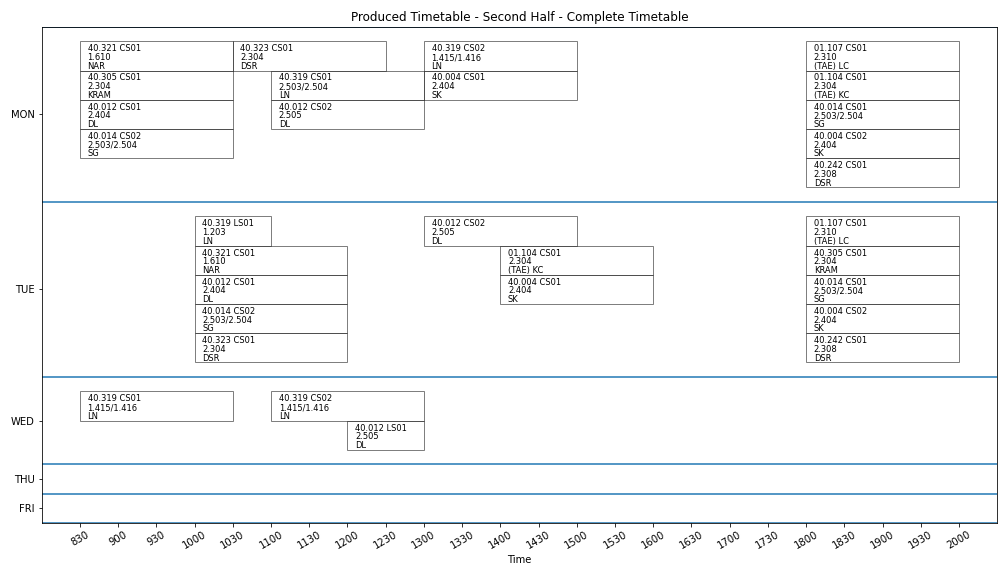 Produced Timetable - Second Half - Complete Timetable
MON
40.321 CS01
1.610
NAR
40.323 CS01
2.304
DSR
40.319 CS02
1.415/1.416
LN
01.107 CS01
2.310
(TAE) LC
40.305 CS01
2.304
KRAM
40.319 CS01
2.503/2.504
LN
40.004 CS01
2.404
SK
01.104 CS01
2.304
(TAE) KC
40.012 CS01
2.404
DL
40.012 CS02
2.505
DL
40.014 CS01
2.503/2.504
SG
40.014 CS02
2.503/2.504
SG
40.004 CS02
2.404
SK
40.242 CS01
2.308
DSR
TUE
40.319 LS01
1.203
LN
40.012 CS02
2.505
DL
01.107 CS01
2.310
(TAE) LC
40.321 CS01
1.610
NAR
01.104 CS01
2.304
(TAE) KC
40.305 CS01
2.304
KRAM
40.012 CS01
2.404
DL
40.004 CS01
2.404
SK
40.014 CS01
2.503/2.504
SG
40.014 CS02
2.503/2.504
SG
40.004 CS02
2.404
SK
40.323 CS01
2.304
DSR
40.242 CS01
2.308
DSR
WED
40.319 CS01
1.415/1.416
LN
40.319 CS02
1.415/1.416
LN
40.012 LS01
2.505
DL
THU
FRI
830 900 930 1000 1030 1100 1130 1200 1230 1300 1330 1400 1430 1500 1530 1600 1630 1700 1730 1800 1830 1900 1930 2000
Time